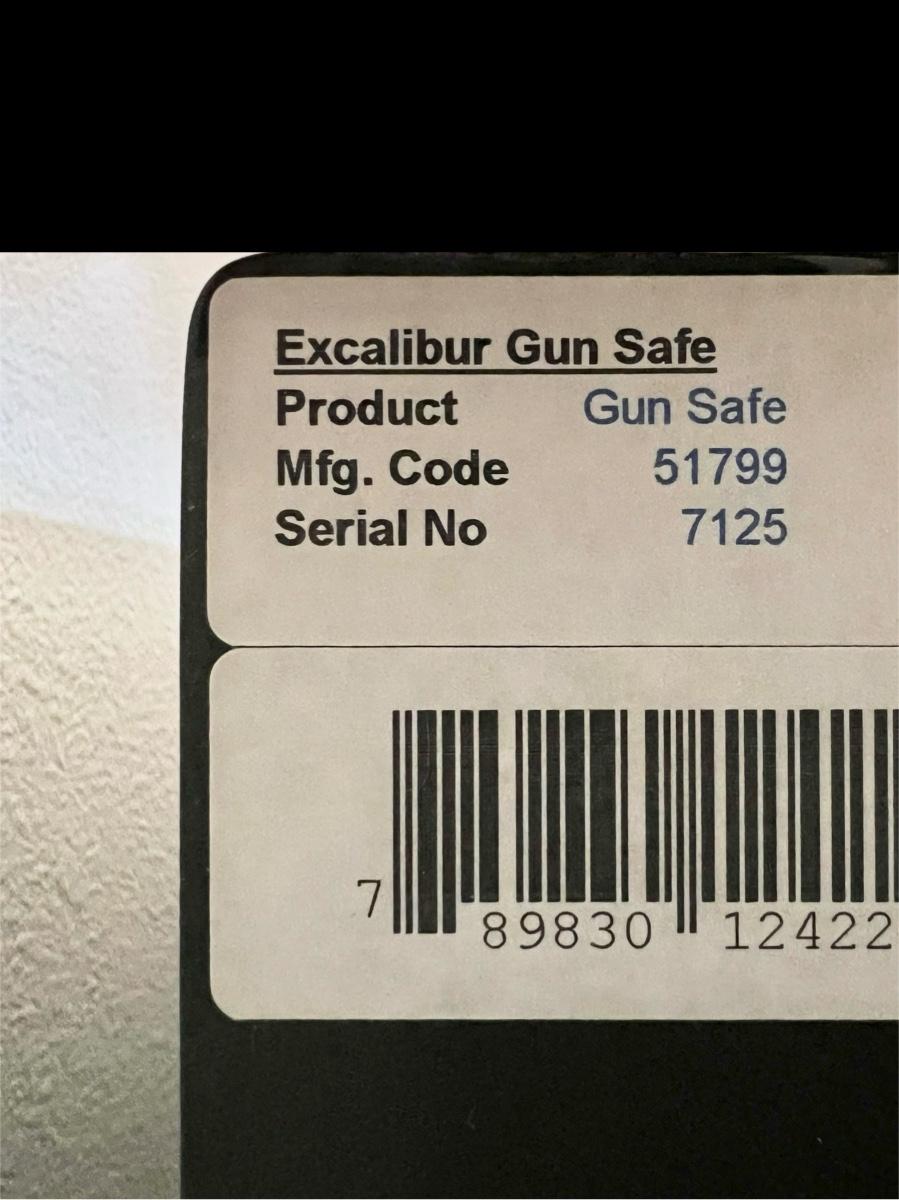 Excalibur Gun Safe
Product Gun Safe
Mfg. Code 51799
Serial No 7125
7 89830 12422